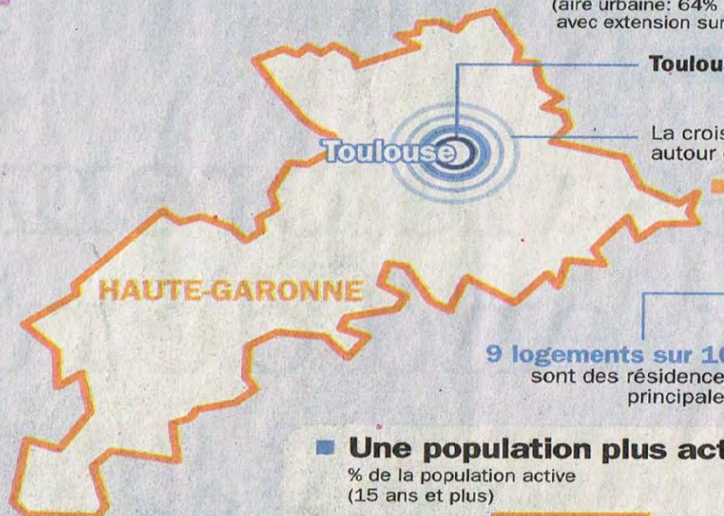 (aire urbaine: 64%
avec extension sur
Toulou
La crois
autour
Toulouse
HAUTE-GARONNE
9 logements sur 10
sont des résidence
principale
Une population plus act
% de la population active
(15 ans et plus)